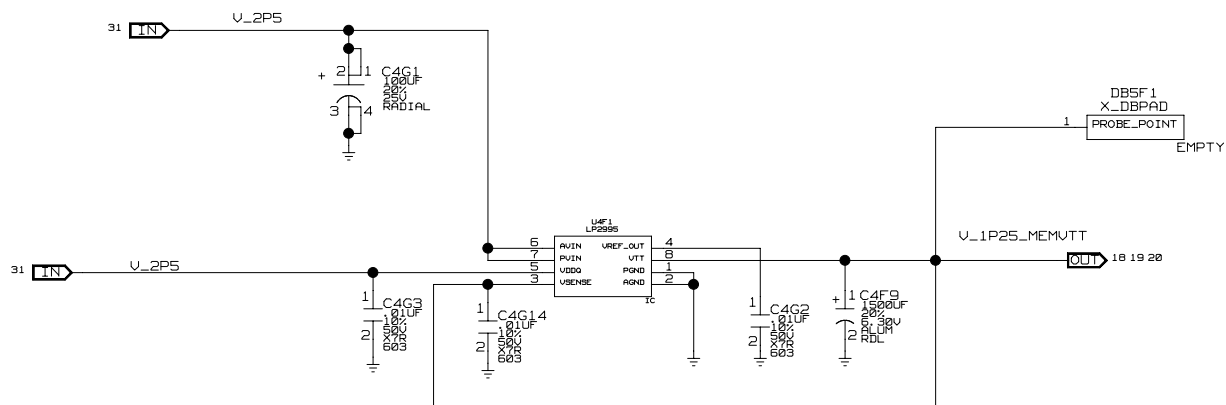 31 IN V_2P5
+ 2 1 C4G1
100UF
20%
25V
RADIAL
3 4
DB5F1
X_DBPAD
1 PROBE_POINT
EMPTY
U4F1
LP2995
6 AVIN VREF_OUT 4
7 PVIN VTT 8
5 VDDQ PGND 1
3 VSENSE AGND 2
IC
V_1P25_MEMVTT
OUT 18 19 20
31 IN V_2P5
1 C4G3
.01UF
10%
50V
X7R
2 603
1 C4G14
.01UF
10%
50V
X7R
2 603
1 C4G2
.01UF
10%
50V
X7R
2 603
+ 1 C4F9
1500UF
20%
6.30V
ALUM
2 RDL